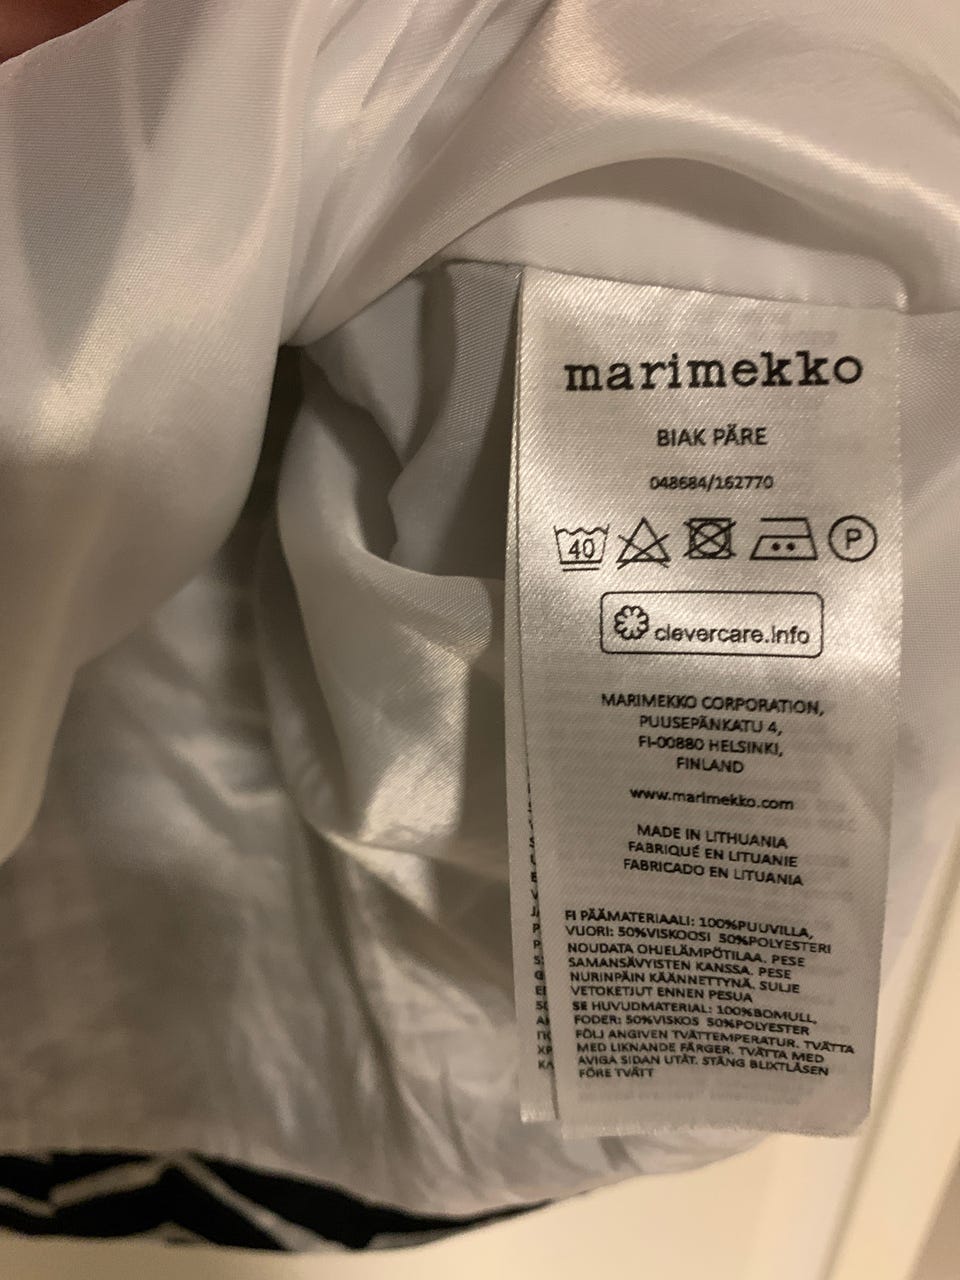 marimekko
BIAK PÄRE
048684/162770
40 P
clevercare.info
MARIMEKKO CORPORATION,
PUUSEPÄNKATU 4,
FI-00880 HELSINKI,
FINLAND
www.marimekko.com
MADE IN LITHUANIA
FABRIQUÉ EN LITUANIE
FABRICADO EN LITUANIA
FI PÄÄMATERIAALI: 100%PUUVILLA,
VUORI: 50%VISKOOSI 50%POLYESTERI
NOUDATA OHJELÄMPÖTILAA. PESE
SAMANSÄVYISTEN KANSSA. PESE
NURINPÄIN KÄÄNNETTYNÄ. SULJE
VETOKETJUT ENNEN PESUA
SE HUVUDMATERIAL: 100%BOMULL,
FODER: 50%VISKOS 50%POLYESTER
FÖLJ ANGIVEN TVÄTTEMPERATUR. TVÄTTA
MED LIKNANDE FÄRGER. TVÄTTA MED
AVIGA SIDAN UTÅT. STÄNG BLIXTLÅSEN
FÖRE TVÄTT